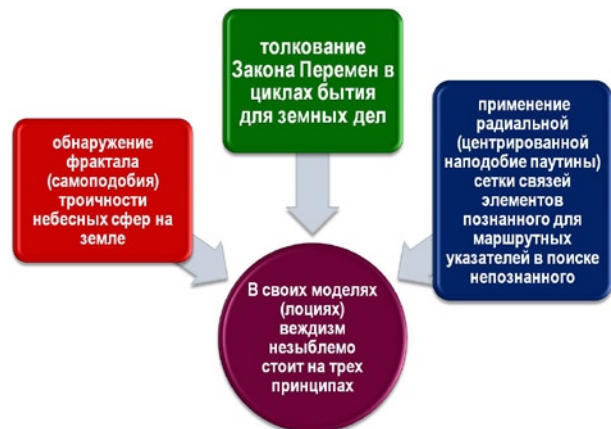 толкование
Закона Перемен в
циклах бытия
для земных дел
обнаружение
фрактала
(самоподобия)
троичности
небесных сфер на
земле
применение
радиальной
(центрированной
наподобие паутины)
сетки связей
элементов
познанного для
маршрутных
указателей в поиске
непознанного
В своих моделях
(лоциях)
веждизм
незыблемо
стоит на трех
принципах